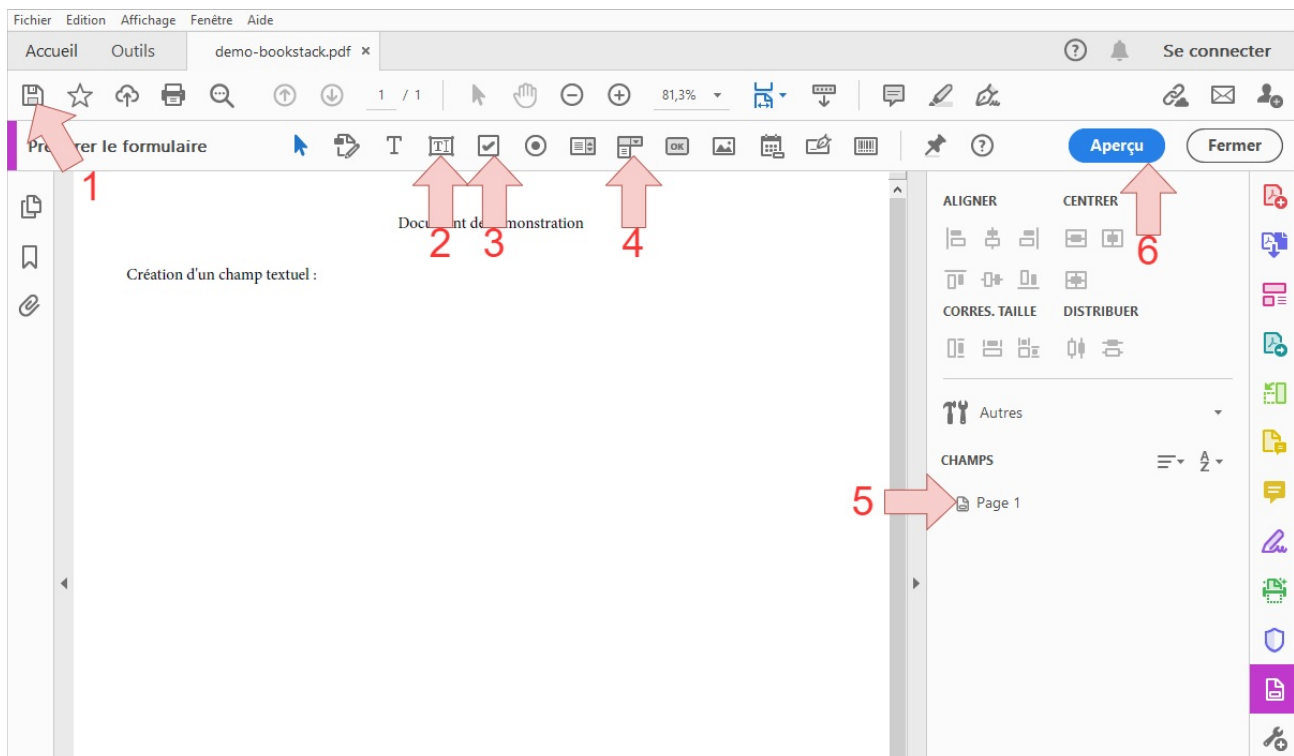 Fichier Edition Affichage Fenêtre Aide
Accueil Outils demo-bookstack.pdf × ? Se connecter
1 / 1 81,3%
Préparer le formulaire T TI OK ? Aperçu Fermer
1 2 3 4 6
ALIGNER CENTRER
Document de démonstration
Création d'un champ textuel :
CORRES. TAILLE DISTRIBUER
Autres
CHAMPS A Z
5 Page 1